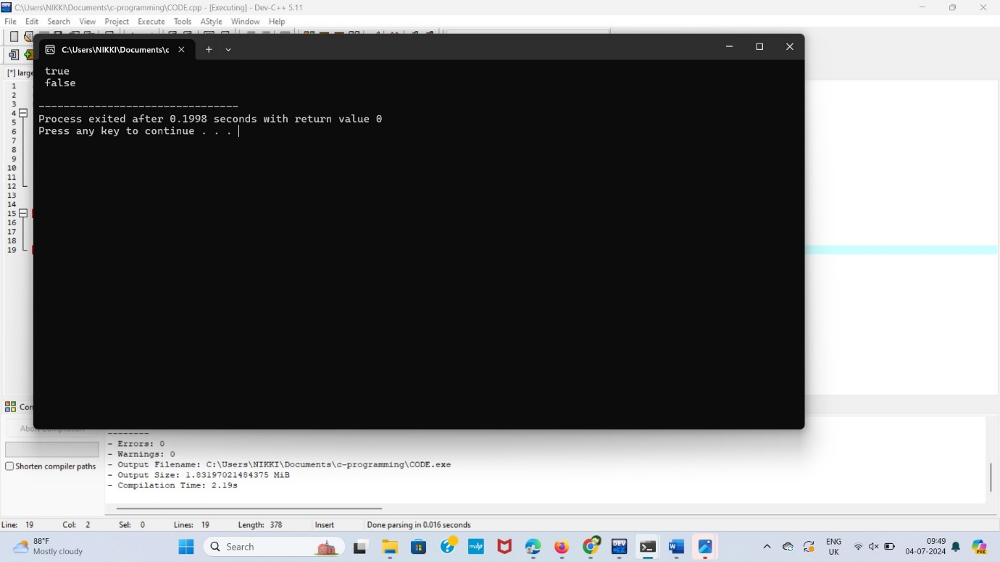 C:\Users\NIKKI\Documents\c-programming\CODE.cpp - [Executing] - Dev-C++ 5.11
File Edit Search View Project Execute Tools AStyle Window Help
C:\Users\NIKKI\Documents\c
[*] large
true
false
--------------------------------
Process exited after 0.1998 seconds with return value 0
Press any key to continue . . .
1
2
3
4
5
6
7
8
9
10
11
12
13
14
15
16
17
18
19
Shorten compiler paths
--------
- Errors: 0
- Warnings: 0
- Output Filename: C:\Users\NIKKI\Documents\c-programming\CODE.exe
- Output Size: 1.83197021484375 MiB
- Compilation Time: 2.19s
Line: 19 Col: 2 Sel: 0 Lines: 19 Length: 378 Insert Done parsing in 0.016 seconds
88°F
Mostly cloudy
Search
myhp
DEV
ENG
UK
09:49
04-07-2024
PRE